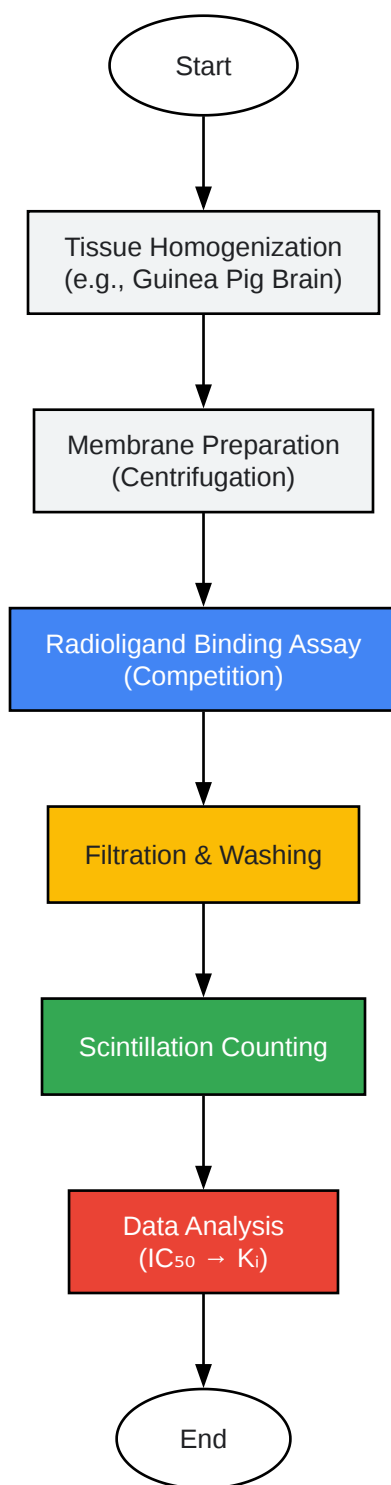 Start
Tissue Homogenization
(e.g., Guinea Pig Brain)
Membrane Preparation
(Centrifugation)
Radioligand Binding Assay
(Competition)
Filtration & Washing
Scintillation Counting
Data Analysis
(IC₅₀ → Kᵢ)
End